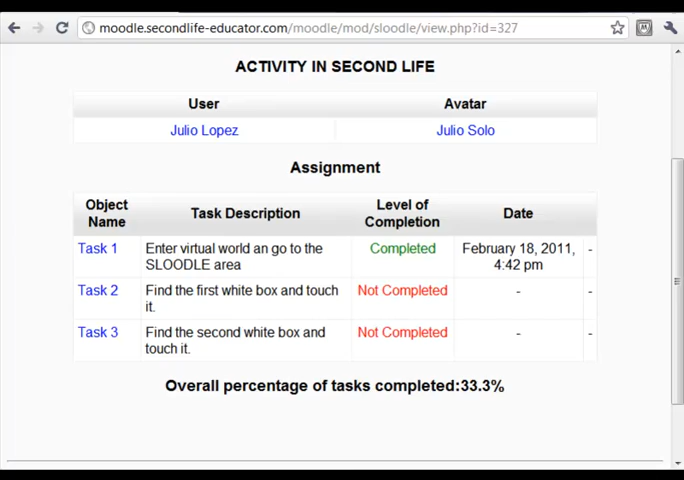 moodle.secondlife-educator.com/moodle/mod/sloodle/view.php?id=327
ACTIVITY IN SECOND LIFE
User Avatar
Julio Lopez Julio Solo
Assignment
Object Name Task Description Level of Completion Date
Task 1 Enter virtual world an go to the Completed February 18, 2011, -
SLOODLE area 4:42 pm
Task 2 Find the first white box and touch Not Completed - -
it.
Task 3 Find the second white box and Not Completed - -
touch it.
Overall percentage of tasks completed:33.3%